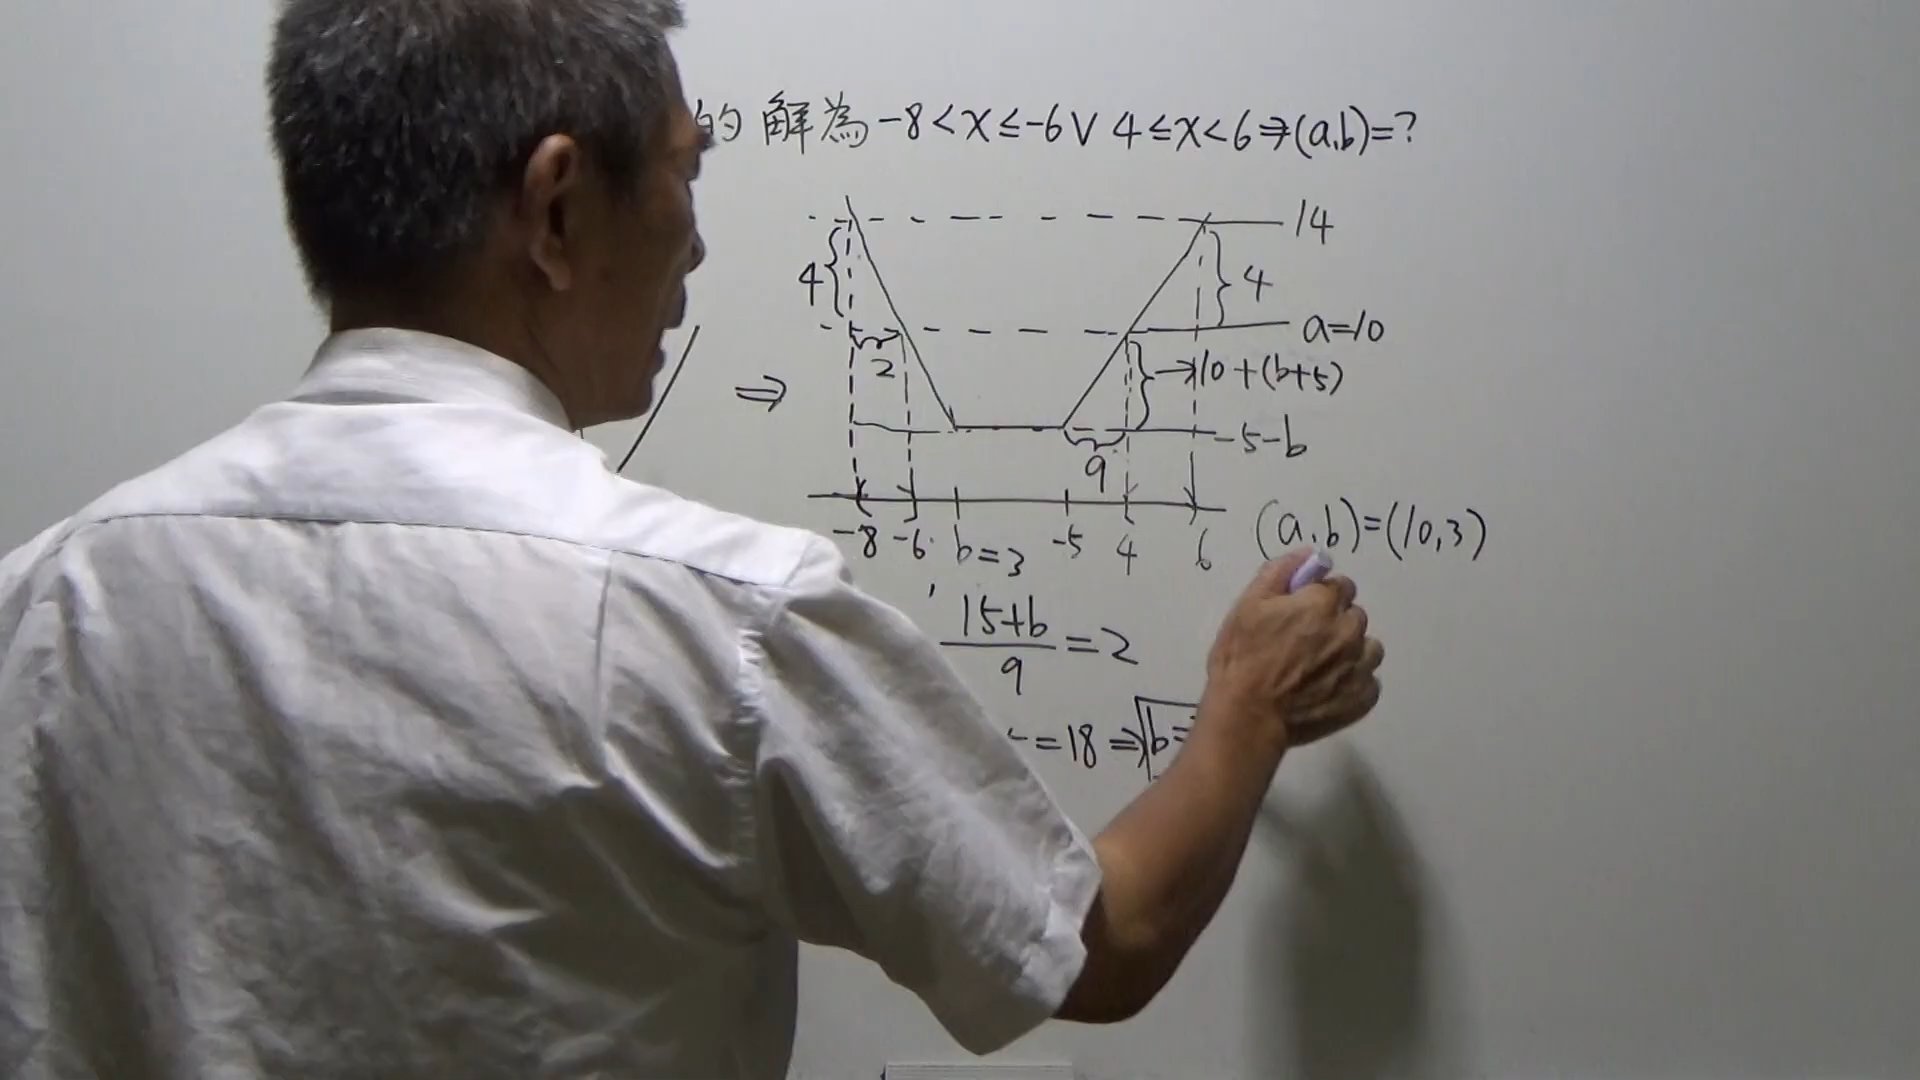 的解為-8<x≤-6∨4≤x<6⇒(a,b)=?
14
4
4
a=10
2
→10+(b+5)
⇒
-5-b
9
-8 -6 b=3 -5 4 6
(a,b)=(10,3)
15+b
9
=2
=18⇒b=